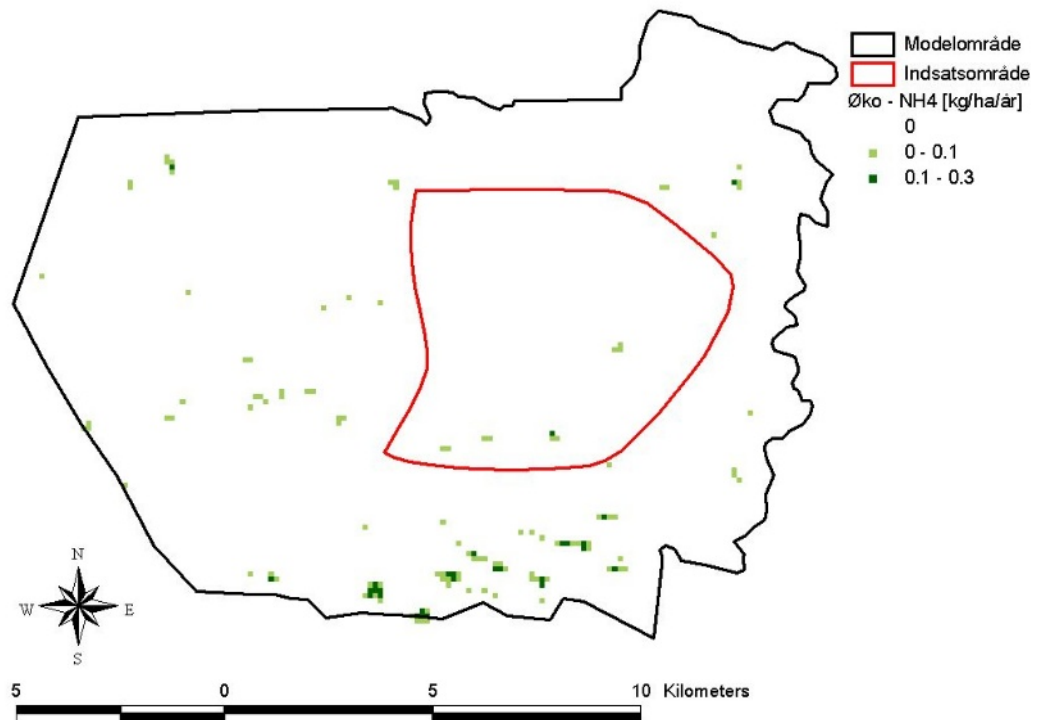 Modelområde
Indsatsområde
Øko - NH4 [kg/ha/år]
0
0 - 0.1
0.1 - 0.3
N
W E
S
5 0 5 10 Kilometers